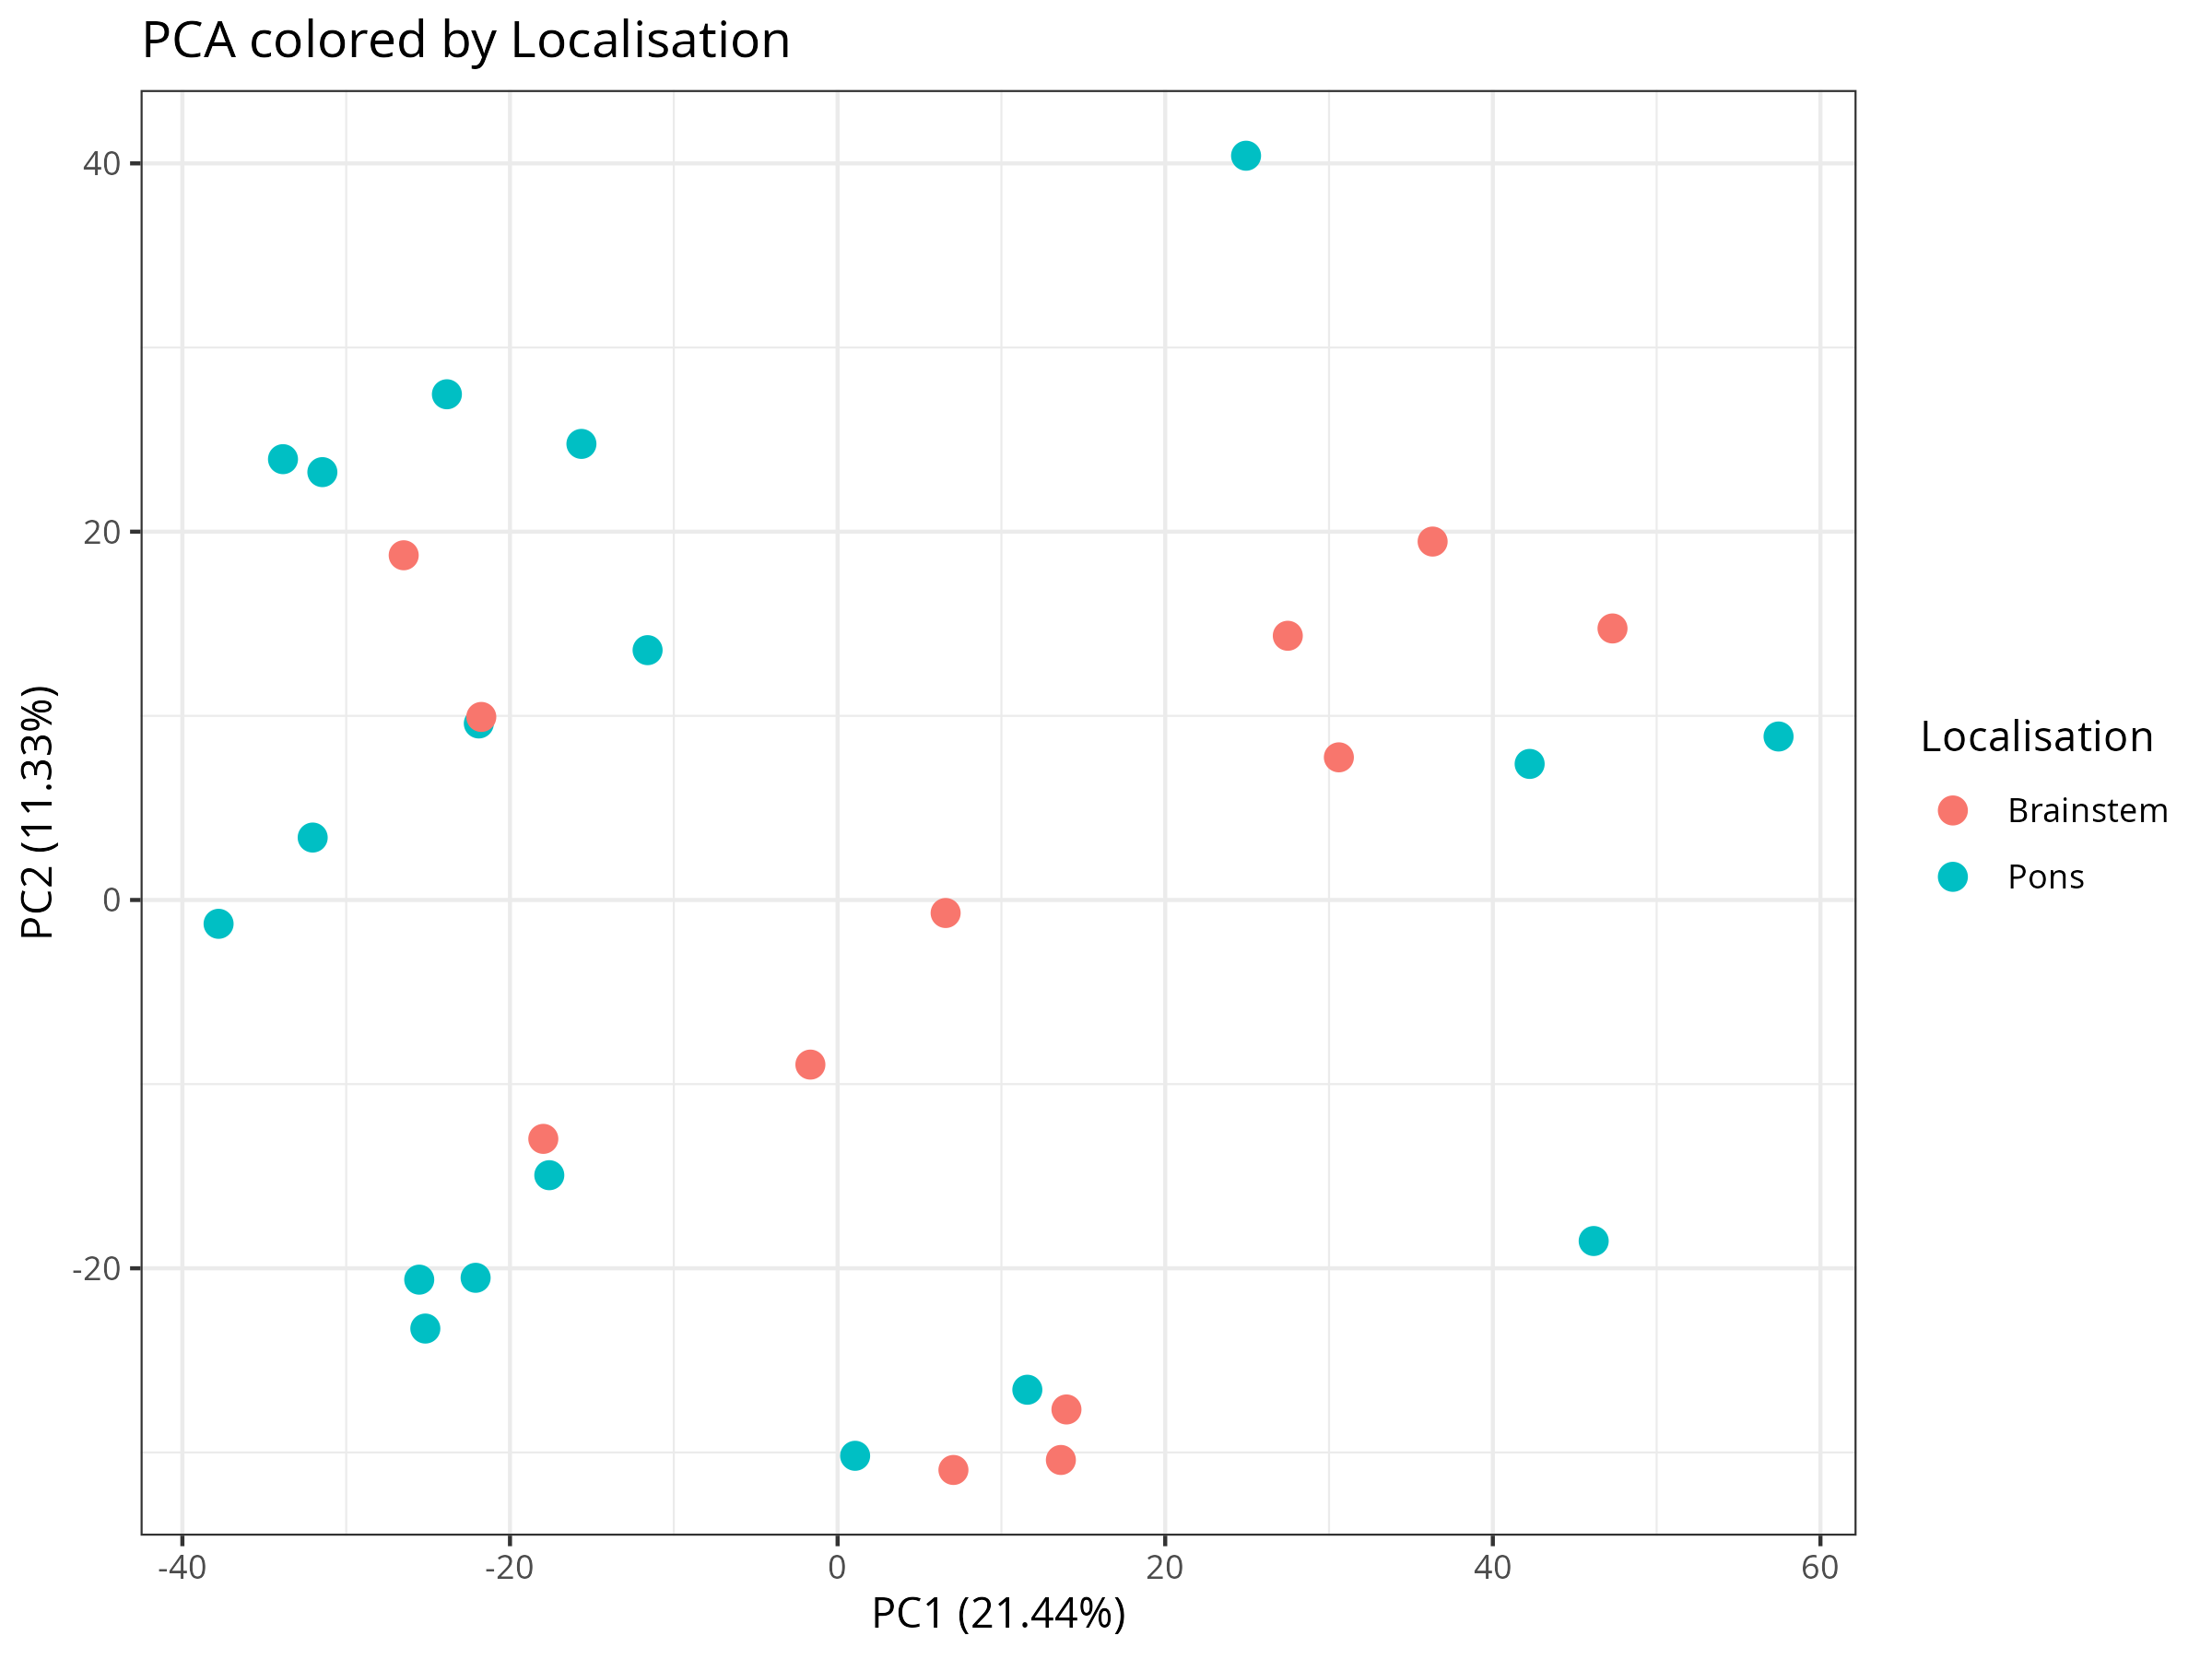 PCA colored by Localisation
40
20
0
-20
PC2 (11.33%)
-40
-20
0
20
40
60
PC1 (21.44%)
Localisation
Brainstem
Pons